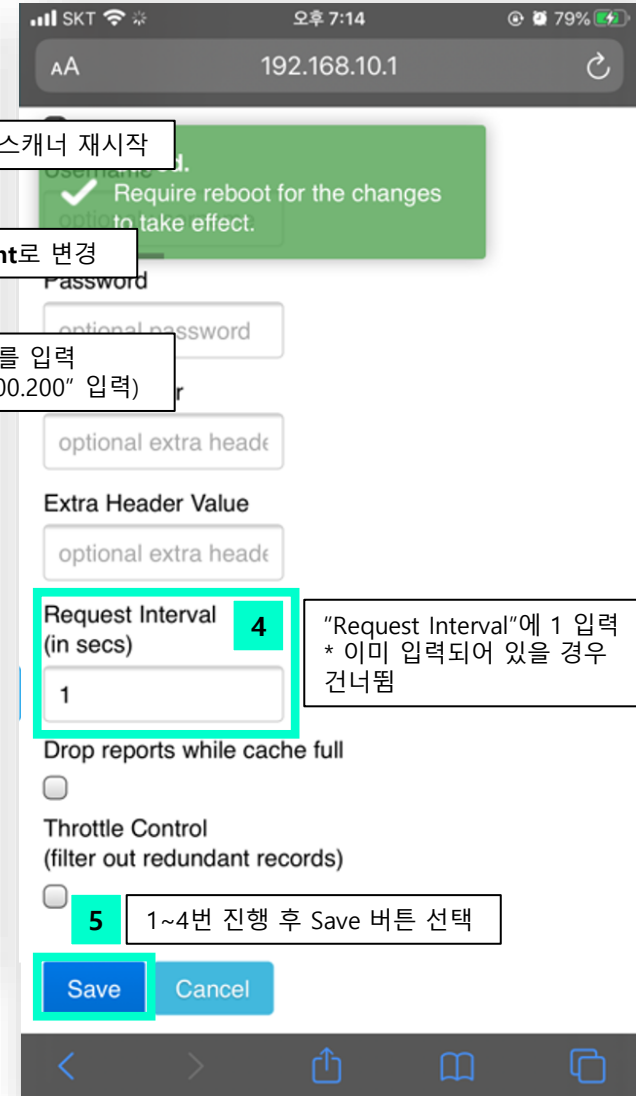 SKT 오후 7:14 79%
AA 192.168.10.1
스캐너 재시작
Username d.
Require reboot for the changes
to take effect.
nt로 변경
Password
optional password
를 입력
00.200" 입력)
r
optional extra heade
Extra Header Value
optional extra heade
Request Interval
(in secs)
4
"Request Interval"에 1 입력
* 이미 입력되어 있을 경우
건너뜀
1
Drop reports while cache full
Throttle Control
(filter out redundant records)
5
1~4번 진행 후 Save 버튼 선택
Save Cancel